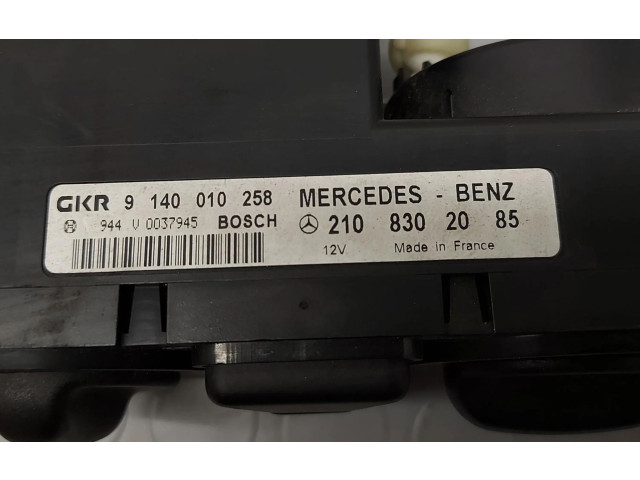 GKR 9 140 010 258 MERCEDES - BENZ
944 V 0037945 BOSCH 210 830 20 85
12V Made in France